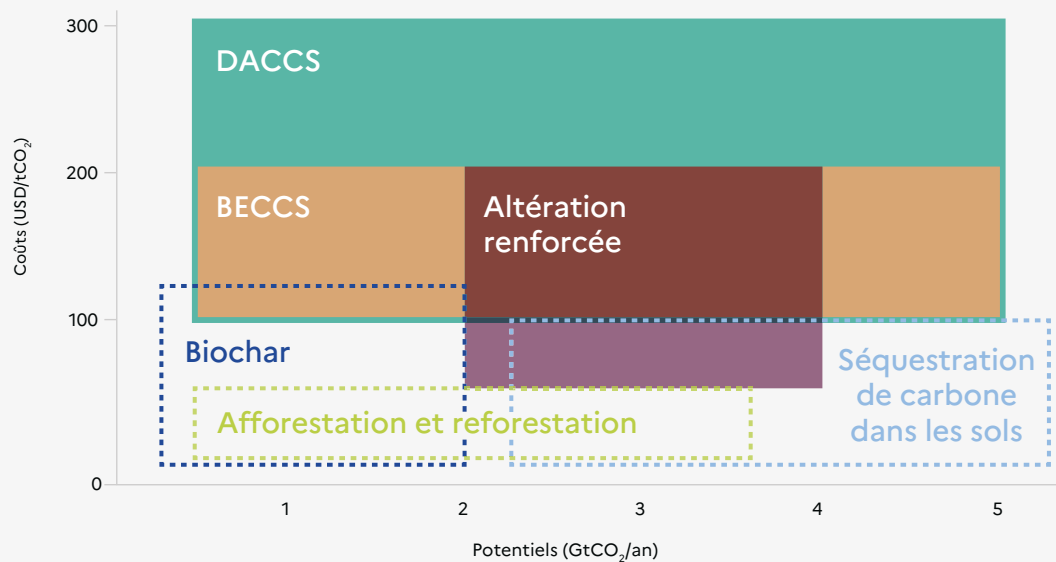 300
DACCS
Coûts (USD/tCO₂)
200
BECCS
Altération
renforcée
100
Biochar
Séquestration
de carbone
dans les sols
Afforestation et reforestation
0
1
2
3
4
5
Potentiels (GtCO₂/an)